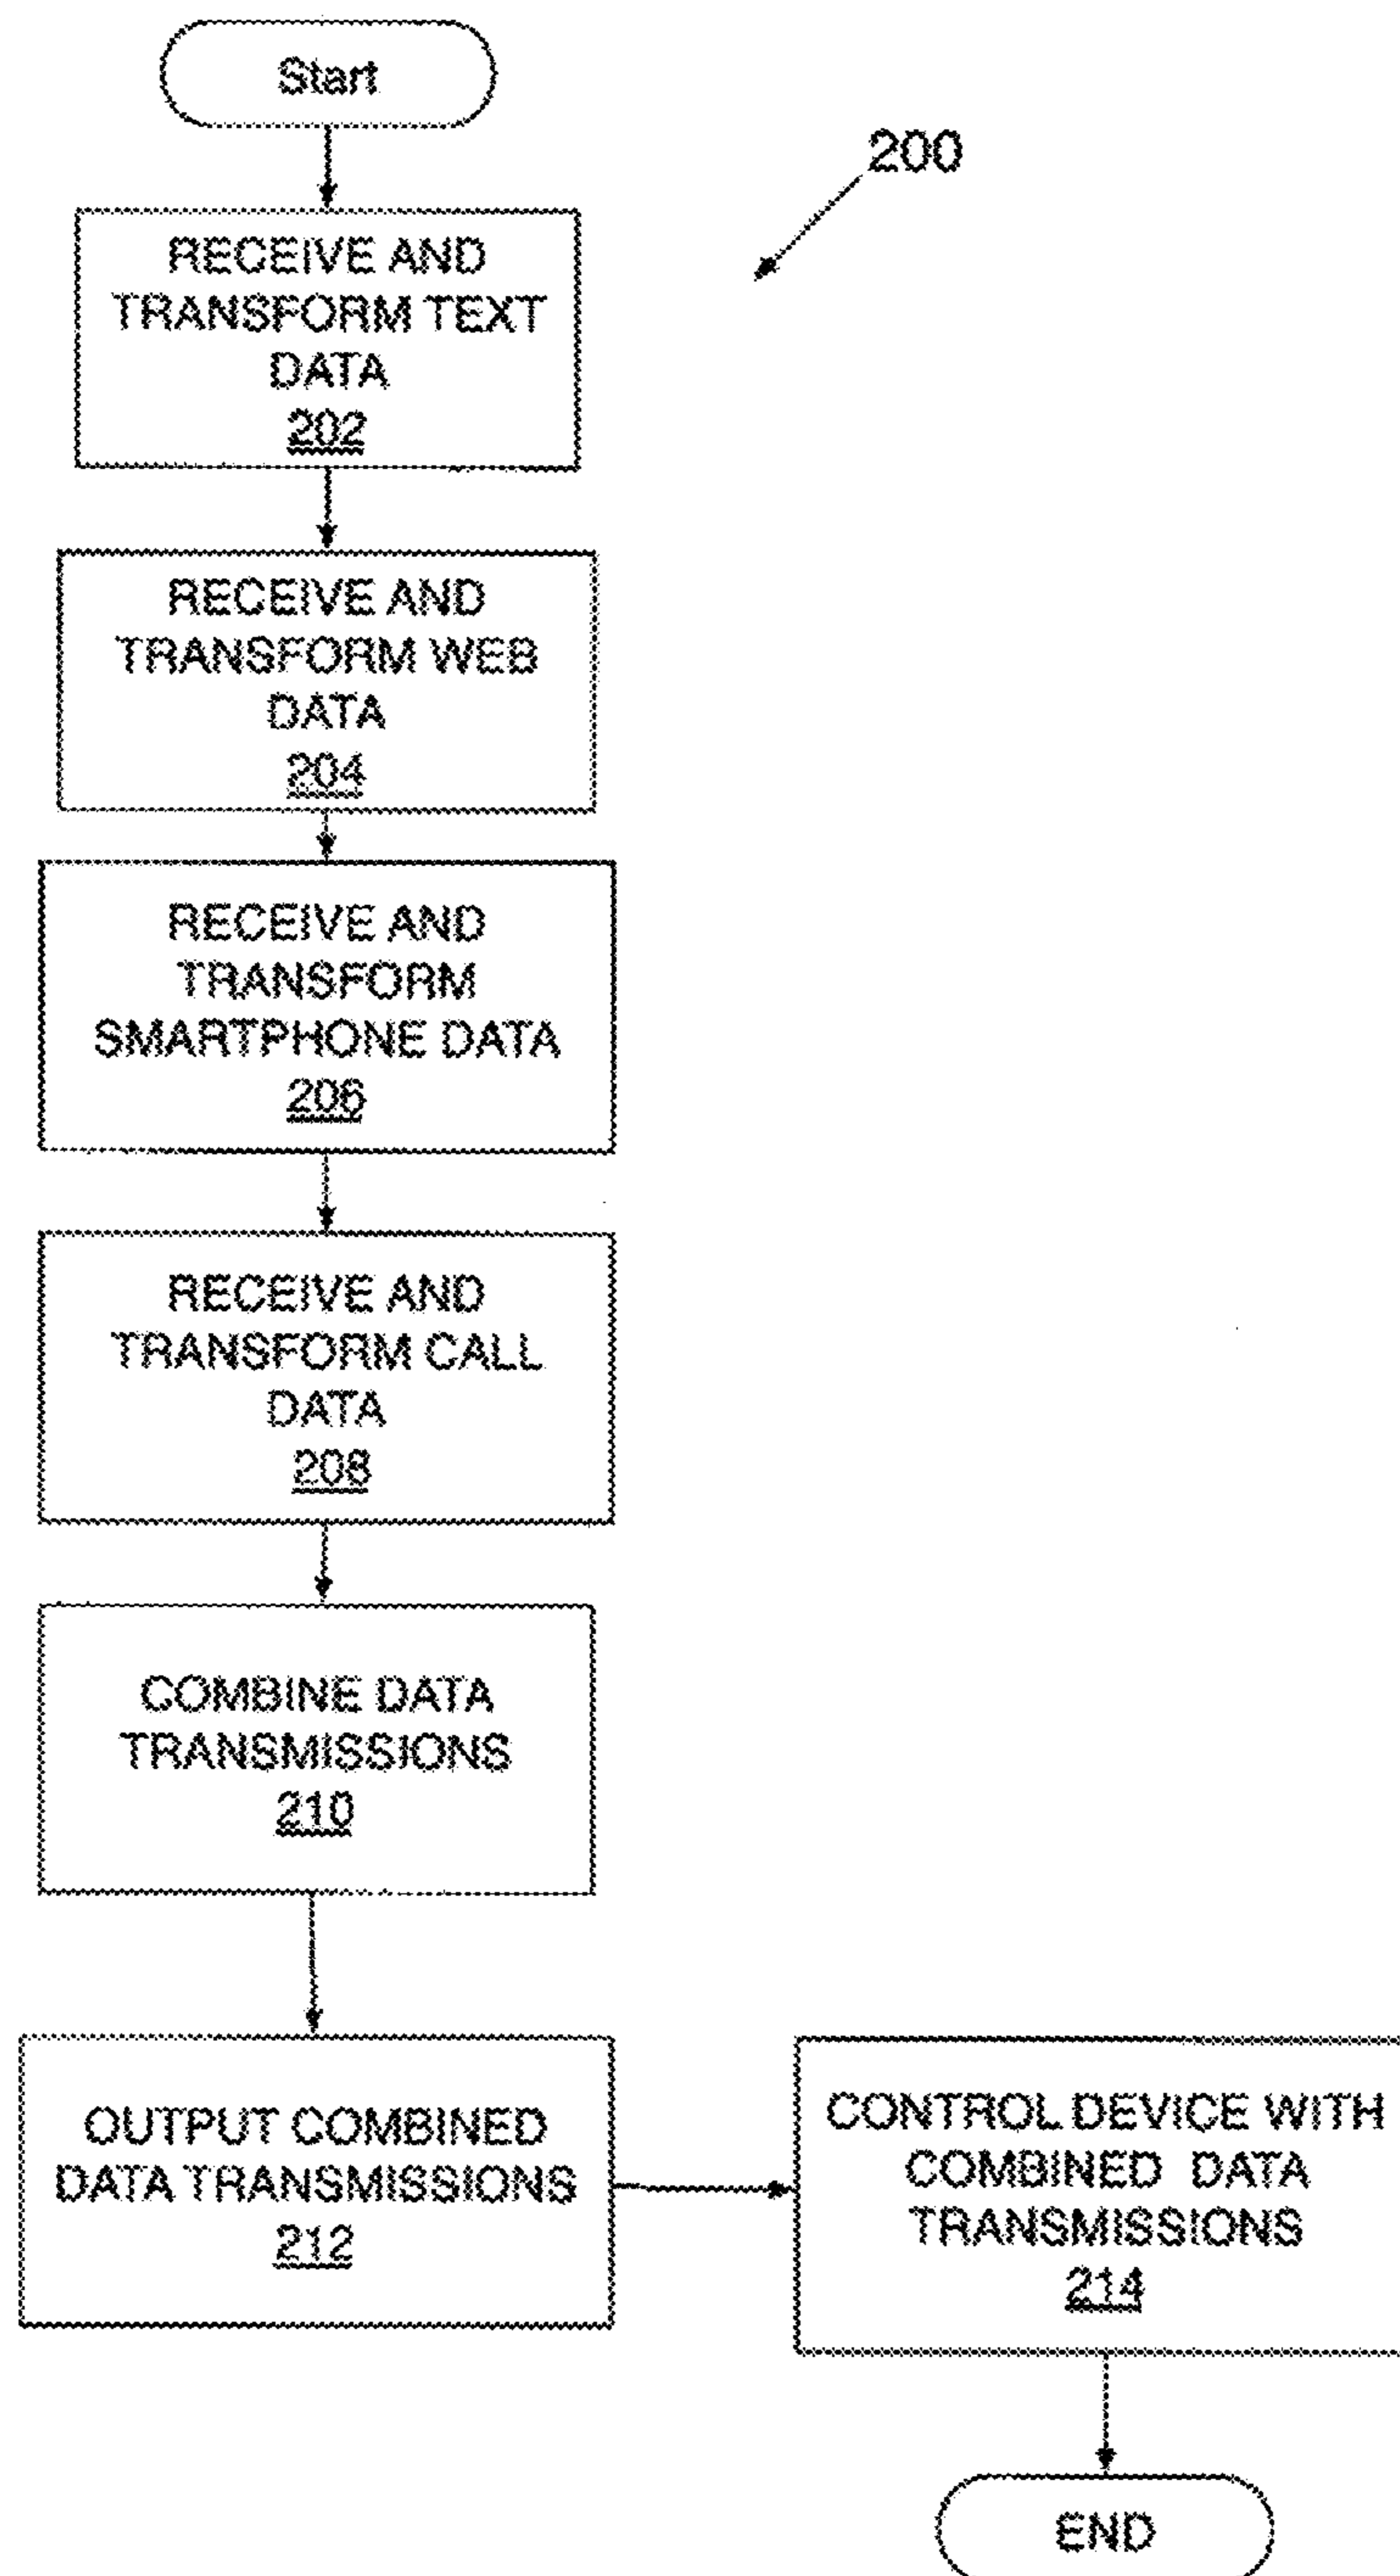 Start
200
RECEIVE AND
TRANSFORM TEXT
DATA
202
RECEIVE AND
TRANSFORM WEB
DATA
204
RECEIVE AND
TRANSFORM
SMARTPHONE DATA
206
RECEIVE AND
TRANSFORM CALL
DATA
208
COMBINE DATA
TRANSMISSIONS
210
OUTPUT COMBINED
DATA TRANSMISSIONS
212
CONTROL DEVICE WITH
COMBINED DATA
TRANSMISSIONS
214
END